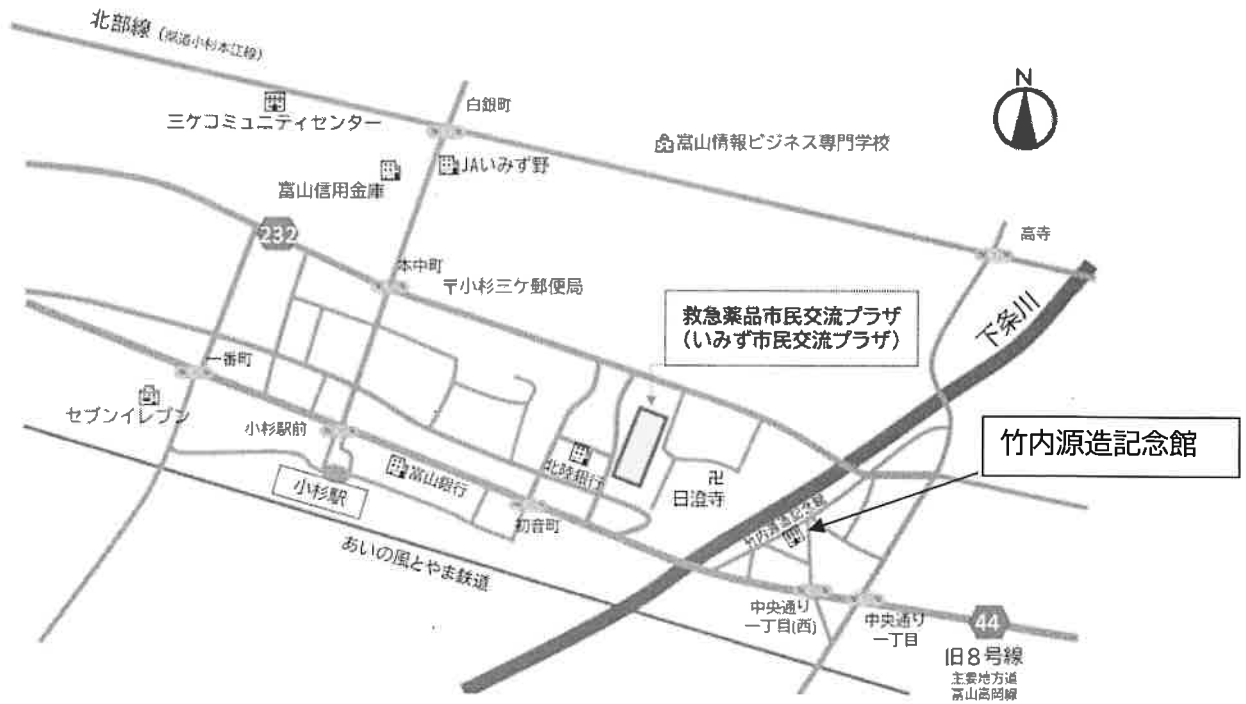 北部線（県道小杉本江線）
三ケコミュニティセンター
白銀町
N
富山情報ビジネス専門学校
JAいみず野
富山信用金庫
232
高寺
本中町
〒小杉三ケ郵便局
下条川
救急薬品市民交流プラザ
（いみず市民交流プラザ）
一番町
セブンイレブン
小杉駅前
竹内源造記念館
富山銀行
北陸銀行
卍
日澄寺
小杉駅
初音町
竹内源造記念館
あいの風とやま鉄道
中央通り
一丁目(西)
中央通り
一丁目
44
旧8号線
主要地方道
富山高岡線